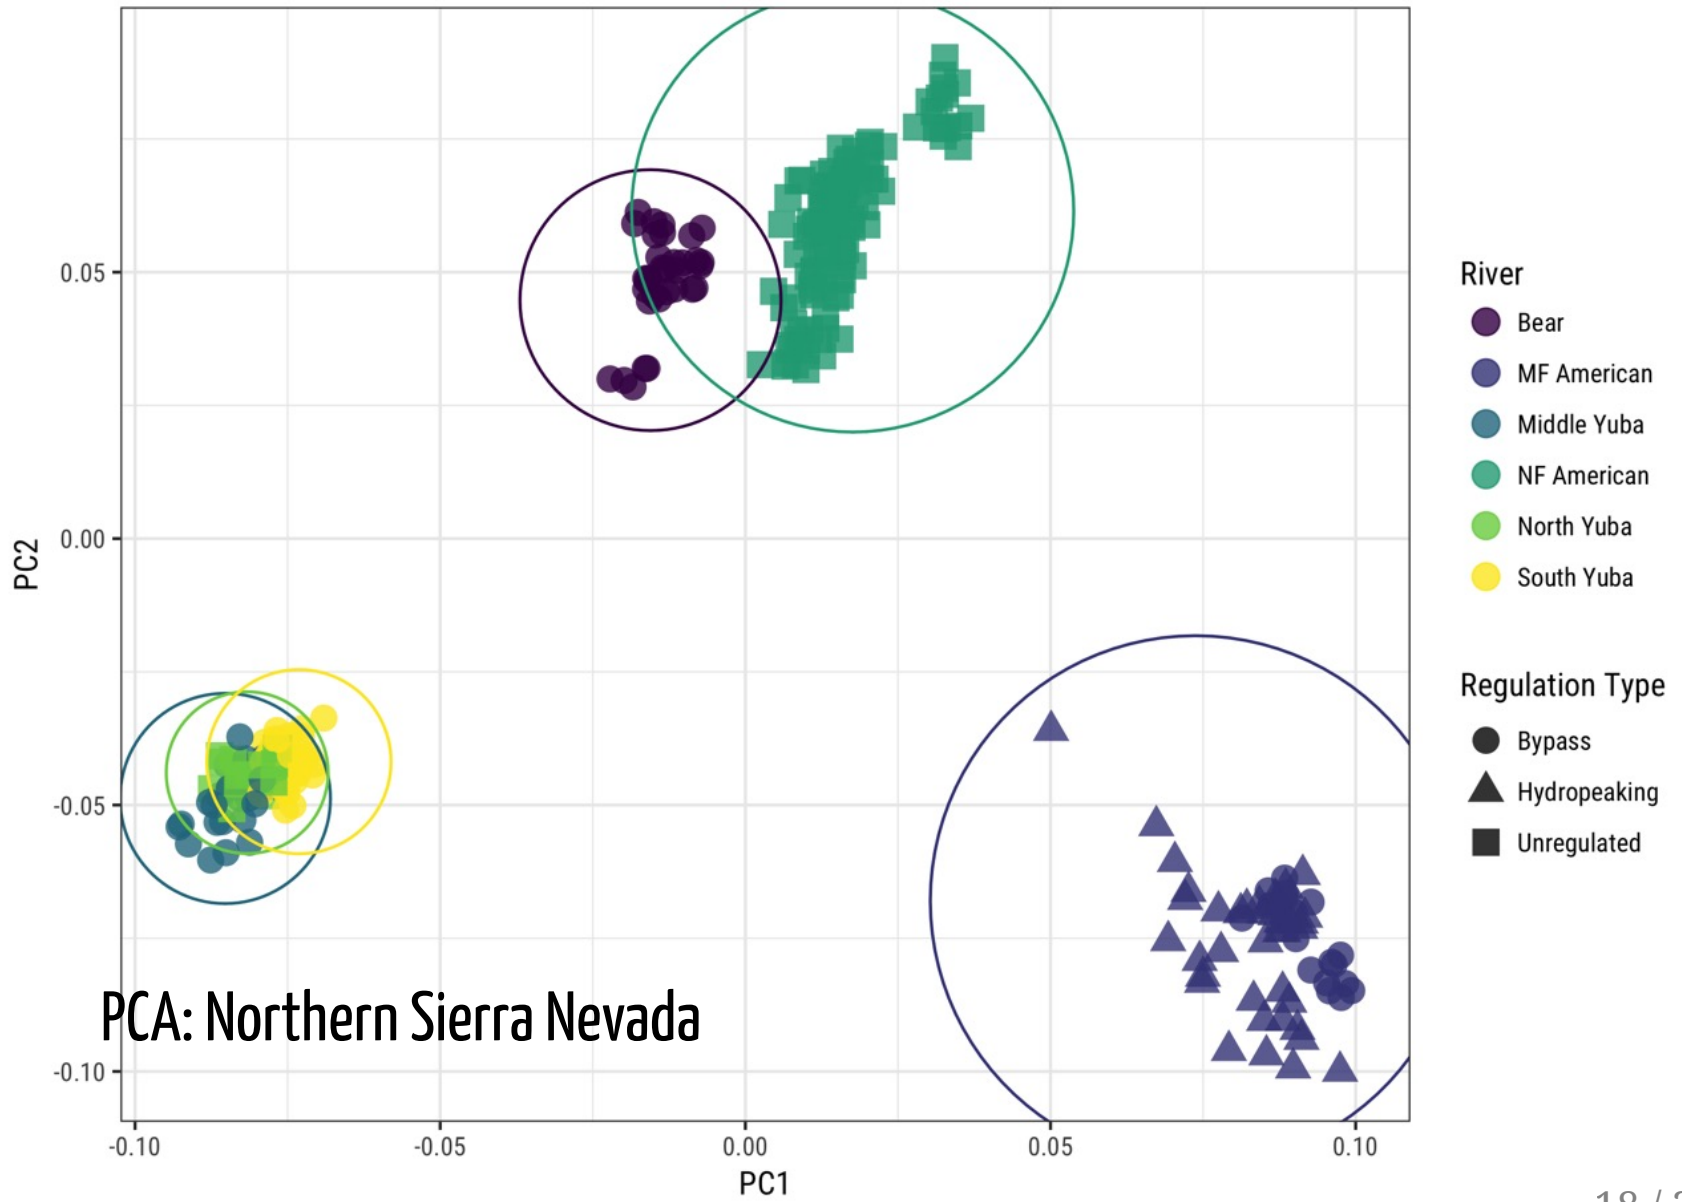 0.05
0.00
-0.05
-0.10
PC2
-0.10
-0.05
0.00
0.05
0.10
PC1
PCA: Northern Sierra Nevada
River
Bear
MF American
Middle Yuba
NF American
North Yuba
South Yuba
Regulation Type
Bypass
Hydropeaking
Unregulated